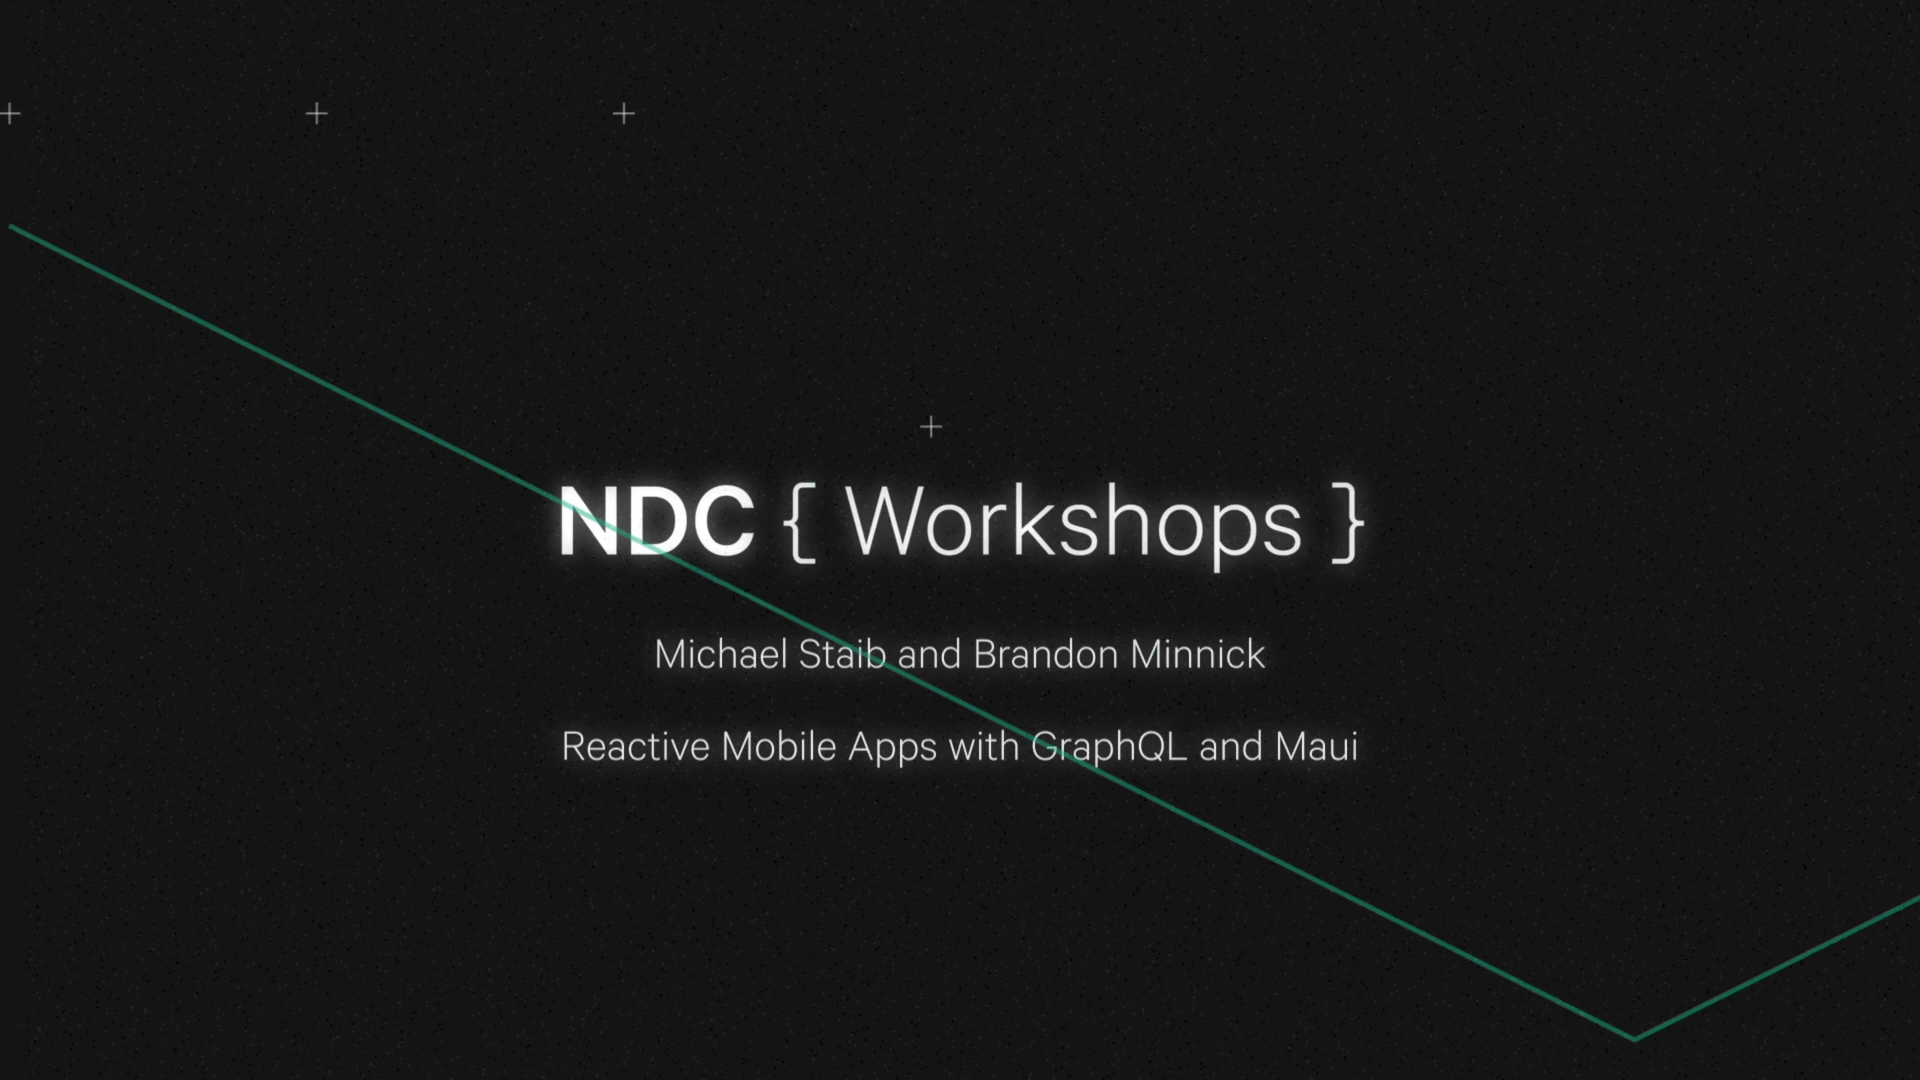 NDC { Workshops }
Michael Staib and Brandon Minnick
Reactive Mobile Apps with GraphQL and Maui